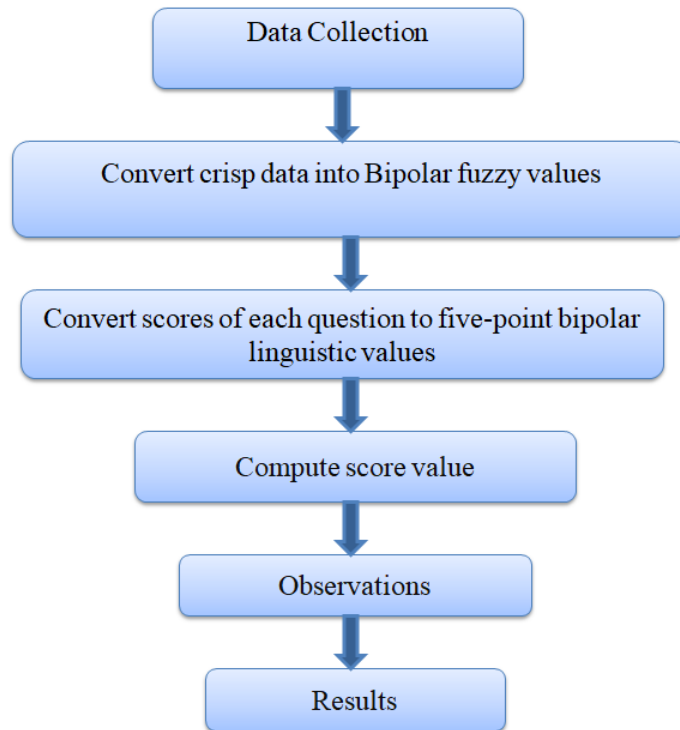 Data Collection
Convert crisp data into Bipolar fuzzy values
Convert scores of each question to five-point bipolar
linguistic values
Compute score value
Observations
Results